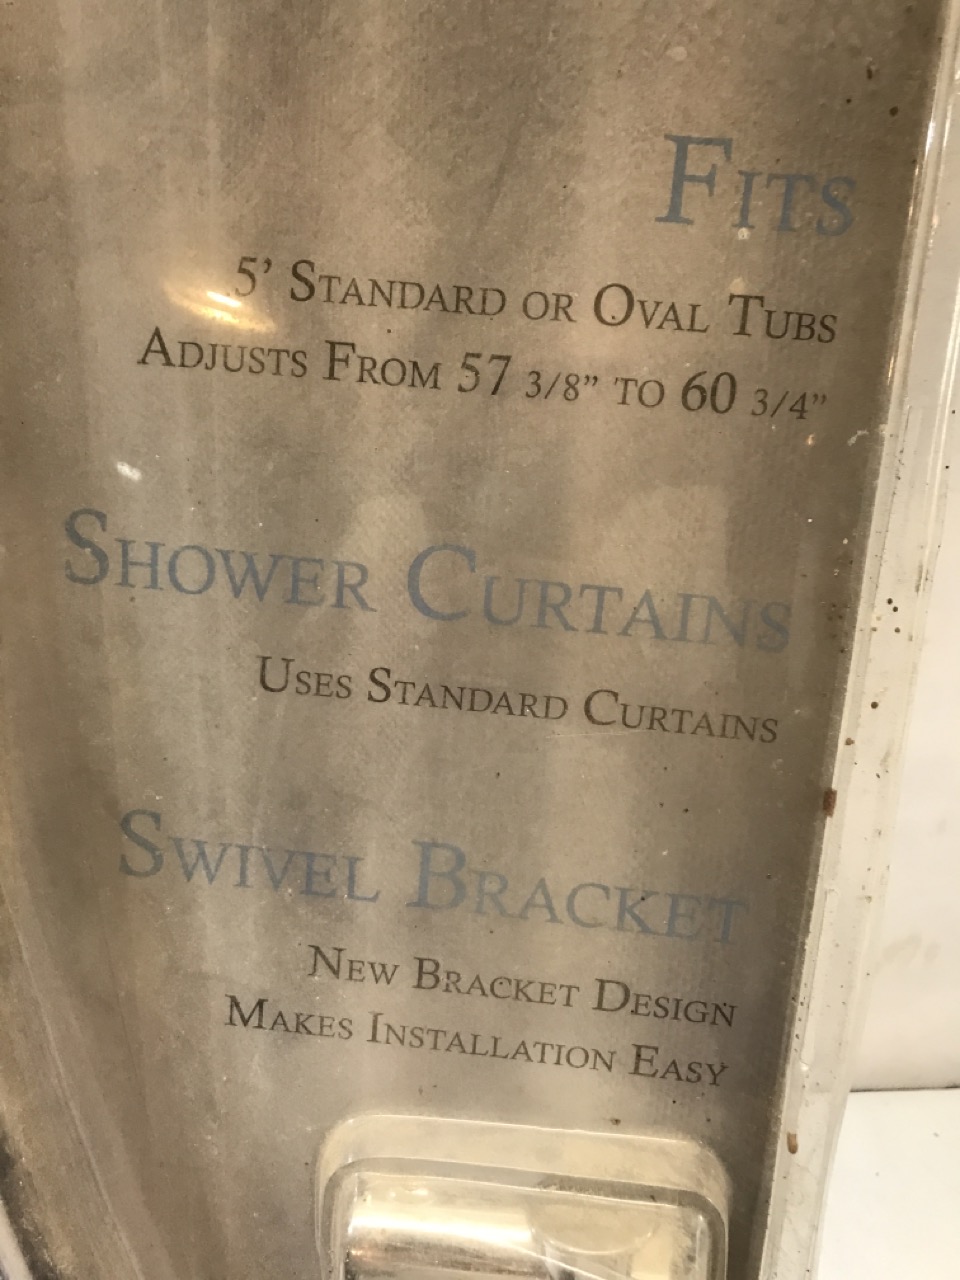 FITS
5' STANDARD OR OVAL TUBS
ADJUSTS FROM 57 3/8" TO 60 3/4"
SHOWER CURTAINS
USES STANDARD CURTAINS
SWIVEL BRACKET
NEW BRACKET DESIGN
MAKES INSTALLATION EASY